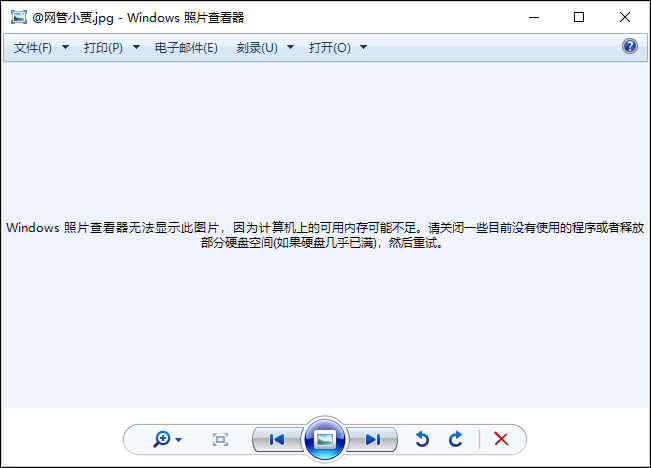 @网管小贾.jpg - Windows 照片查看器
文件(F) 打印(P) 电子邮件(E) 刻录(U) 打开(O)
Windows 照片查看器无法显示此图片，因为计算机上的可用内存可能不足。请关闭一些目前没有使用的程序或者释放
部分硬盘空间(如果硬盘几乎已满)，然后重试。